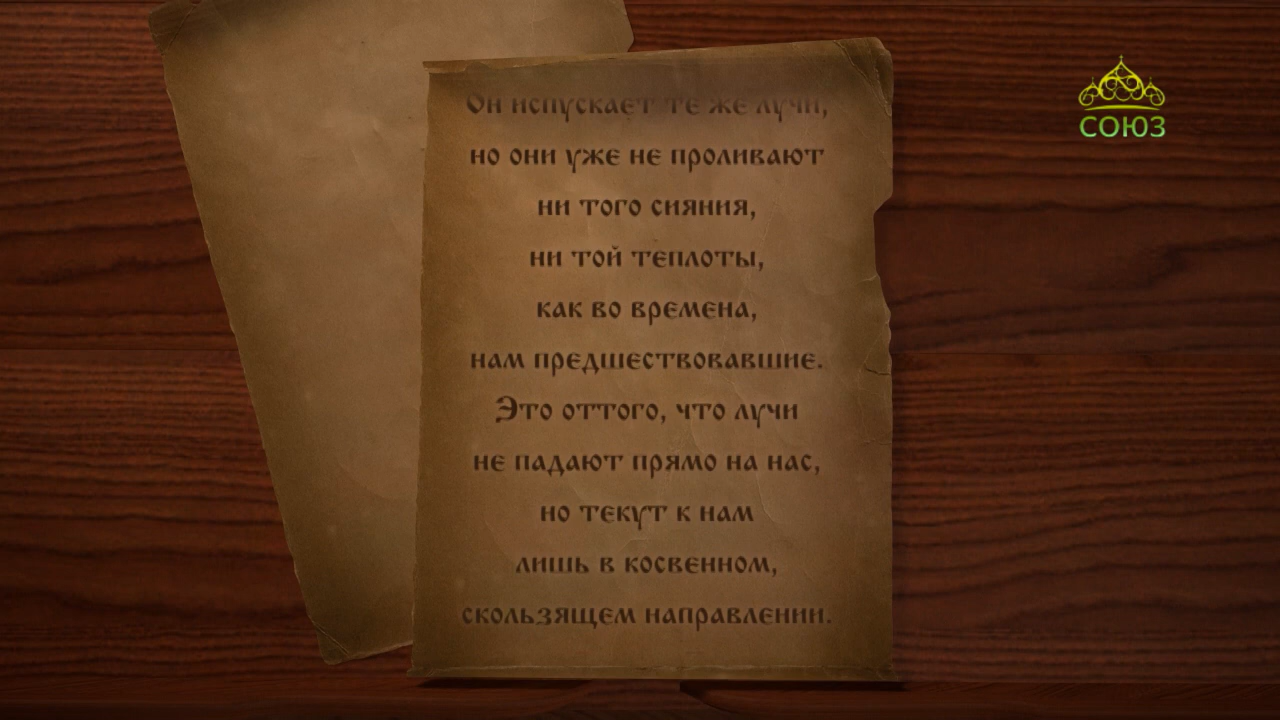 Он испускает те же лучи,
но они уже не проливают
ни того сияния,
ни той теплоты,
как во времена,
нам предшествовавшие.
Это оттого, что лучи
не падают прямо на нас,
но текут к нам
лишь в косвенном,
скользящем направлении.
СОЮЗ